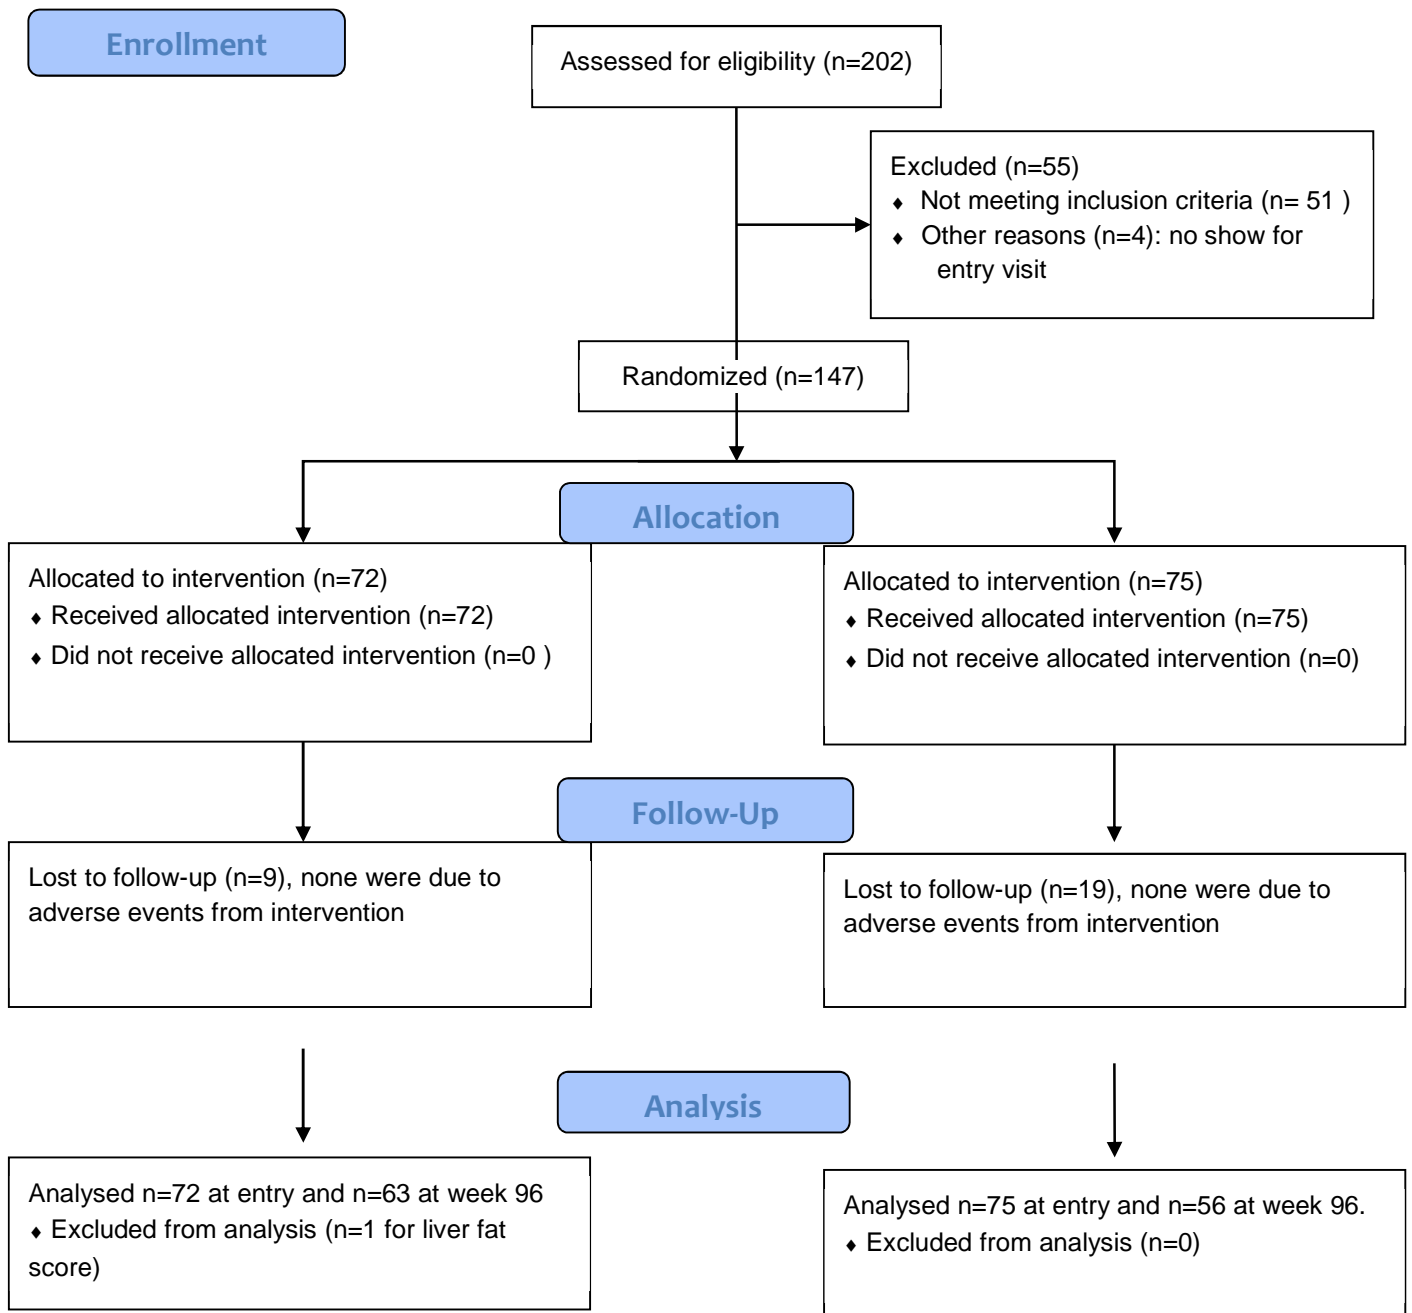 Enrollment
Assessed for eligibility (n=202)
Excluded (n=55)
♦ Not meeting inclusion criteria (n= 51 )
♦ Other reasons (n=4): no show for
entry visit
Randomized (n=147)
Allocation
Allocated to intervention (n=72)
♦ Received allocated intervention (n=72)
♦ Did not receive allocated intervention (n=0 )
Allocated to intervention (n=75)
♦ Received allocated intervention (n=75)
♦ Did not receive allocated intervention (n=0)
Follow-Up
Lost to follow-up (n=9), none were due to
adverse events from intervention
Lost to follow-up (n=19), none were due to
adverse events from intervention
Analysis
Analysed n=72 at entry and n=63 at week 96
♦ Excluded from analysis (n=1 for liver fat
score)
Analysed n=75 at entry and n=56 at week 96.
♦ Excluded from analysis (n=0)